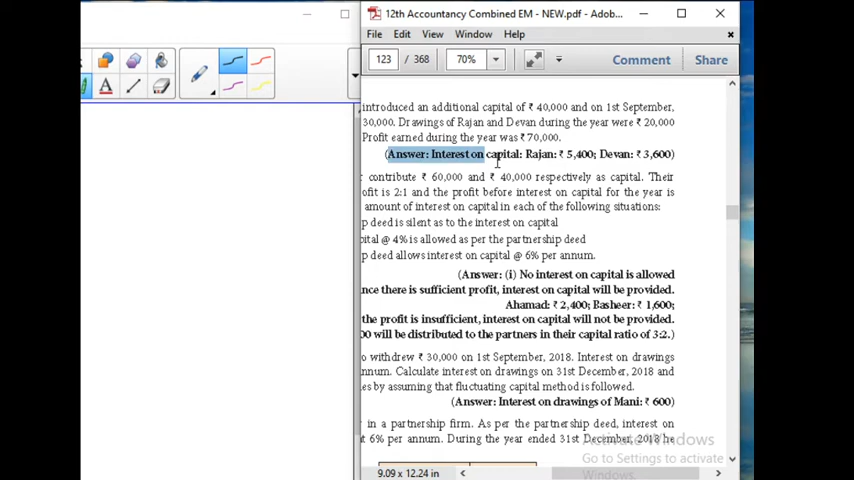 12th Accountancy Combined EM - NEW.pdf - Adob...
File Edit View Window Help
123 / 368 70% Comment Share
introduced an additional capital of ₹ 40,000 and on 1st September,
30,000. Drawings of Rajan and Devan during the year were ₹ 20,000
Profit earned during the year was ₹ 70,000.
(Answer: Interest on capital: Rajan: ₹ 5,400; Devan: ₹ 3,600)
r contribute ₹ 60,000 and ₹ 40,000 respectively as capital. Their
ofit is 2:1 and the profit before interest on capital for the year is
amount of interest on capital in each of the following situations:
p deed is silent as to the interest on capital
pital @ 4% is allowed as per the partnership deed
p deed allows interest on capital @ 6% per annum.
(Answer: (i) No interest on capital is allowed
nce there is sufficient profit, interest on capital will be provided.
Ahamad: ₹ 2,400; Basheer: ₹ 1,600;
the profit is insufficient, interest on capital will not be provided.
00 will be distributed to the partners in their capital ratio of 3:2.)
o withdrew ₹ 30,000 on 1st September, 2018. Interest on drawings
nnum. Calculate interest on drawings on 31st December, 2018 and
es by assuming that fluctuating capital method is followed.
(Answer: Interest on drawings of Mani: ₹ 600)
r in a partnership firm. As per the partnership deed, interest on
t 6% per annum. During the year ended 31st December, 2018 he
Activate Windows
Go to Settings to activate
Windows.
9.09 x 12.24 in
A